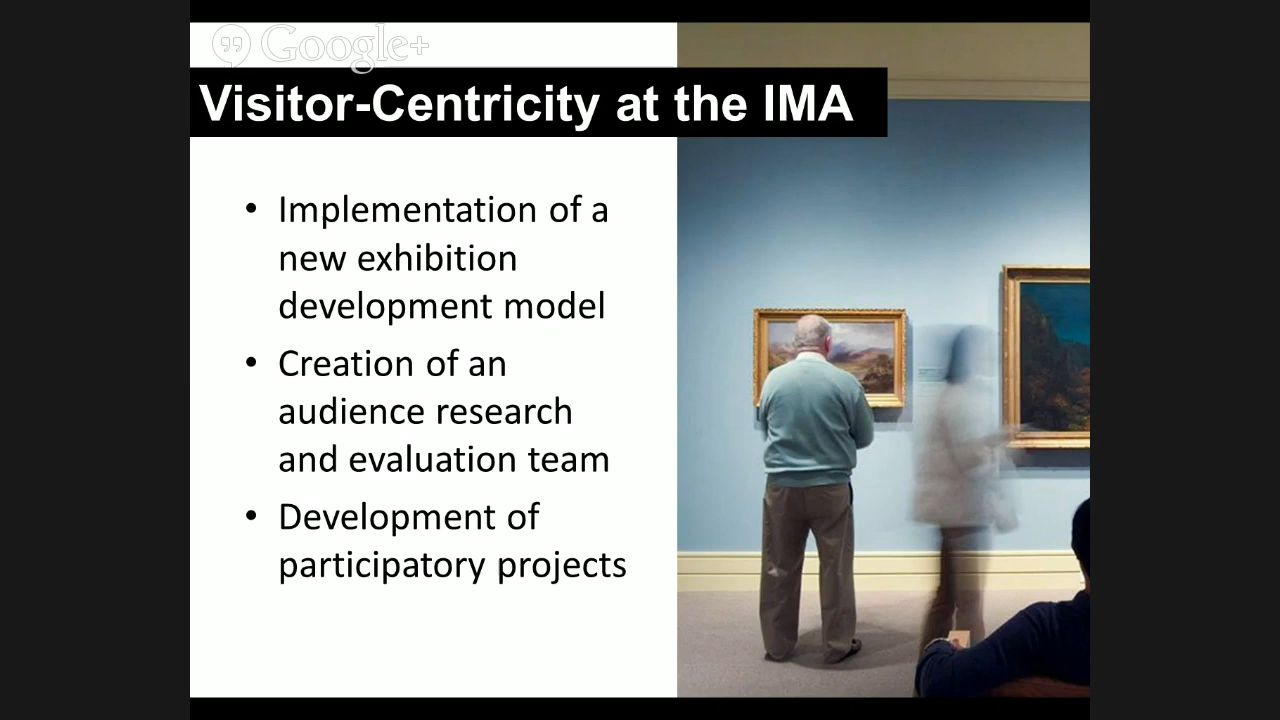 Google+
Visitor-Centricity at the IMA
• Implementation of a
new exhibition
development model
• Creation of an
audience research
and evaluation team
• Development of
participatory projects